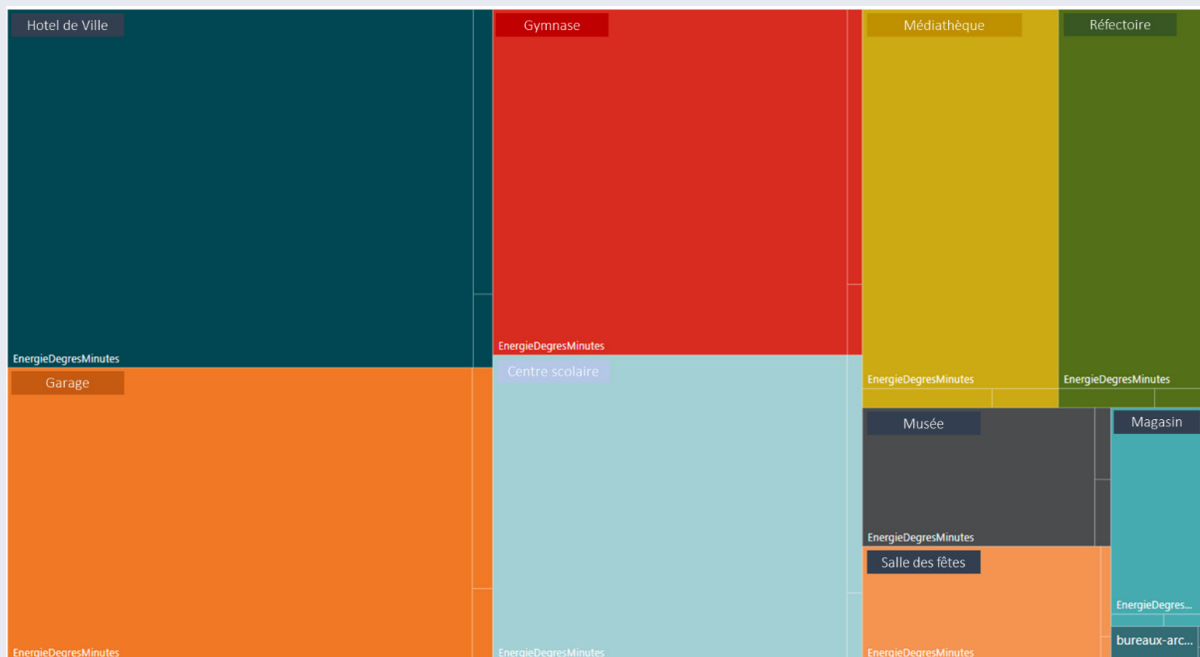 Hotel de Ville
EnergieDegresMinutes
Garage
EnergieDegresMinutes
Gymnase
EnergieDegresMinutes
Centre scolaire
EnergieDegresMinutes
Médiathèque
EnergieDegresMinutes
Réfectoire
EnergieDegresMinutes
Musée
EnergieDegresMinutes
Salle des fêtes
EnergieDegresMinutes
Magasin
EnergieDegres...
bureaux-arc...